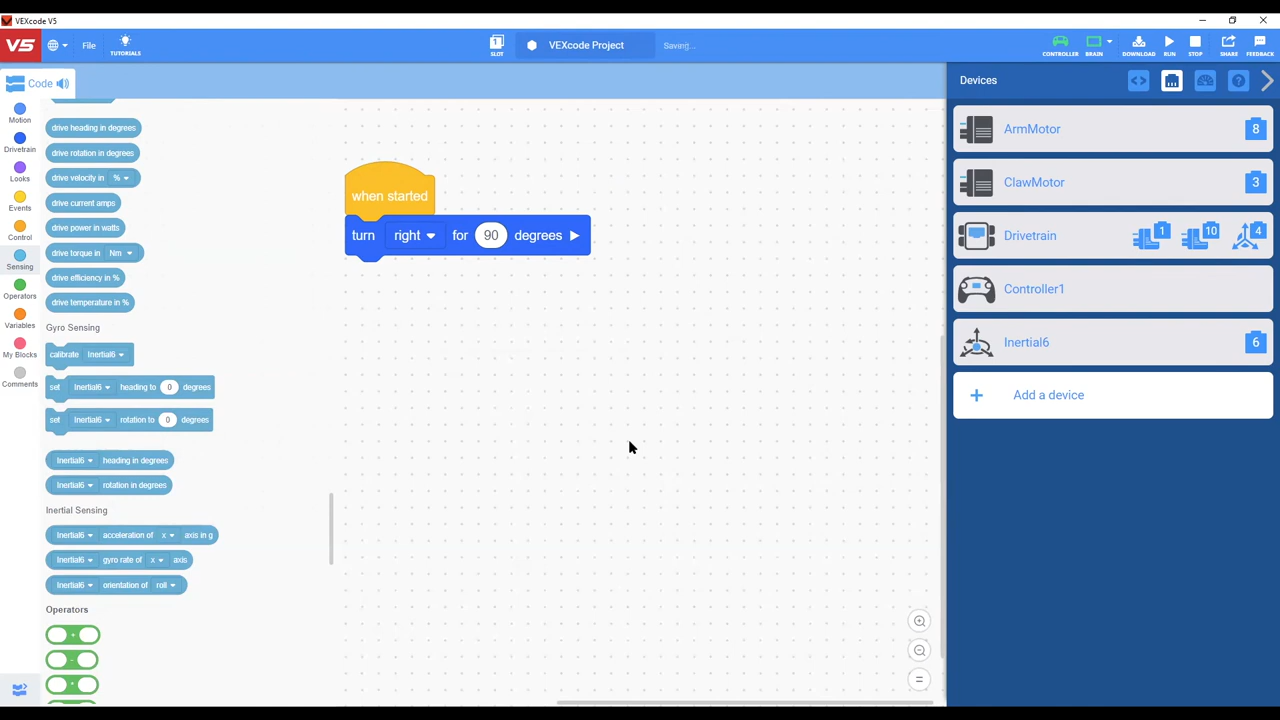 VEXcode V5
V5
File
TUTORIALS
1
SLOT
VEXcode Project
Saving...
CONTROLLER
BRAIN
DOWNLOAD
RUN
STOP
SHARE
FEEDBACK
Code
Motion
Drivetrain
Looks
Events
Control
Sensing
Operators
Variables
My Blocks
Comments
drive heading in degrees
drive rotation in degrees
drive velocity in %
drive current amps
drive power in watts
drive torque in Nm
drive efficiency in %
drive temperature in %
Gyro Sensing
calibrate Inertial6
set Inertial6 heading to 0 degrees
set Inertial6 rotation to 0 degrees
Inertial6 heading in degrees
Inertial6 rotation in degrees
Inertial Sensing
Inertial6 acceleration of x axis in g
Inertial6 gyro rate of x axis
Inertial6 orientation of roll
Operators
+
-
*
when started
turn right for 90 degrees
Devices
?
ArmMotor 8
ClawMotor 3
Drivetrain 1 10 4
Controller1
Inertial6 6
+ Add a device